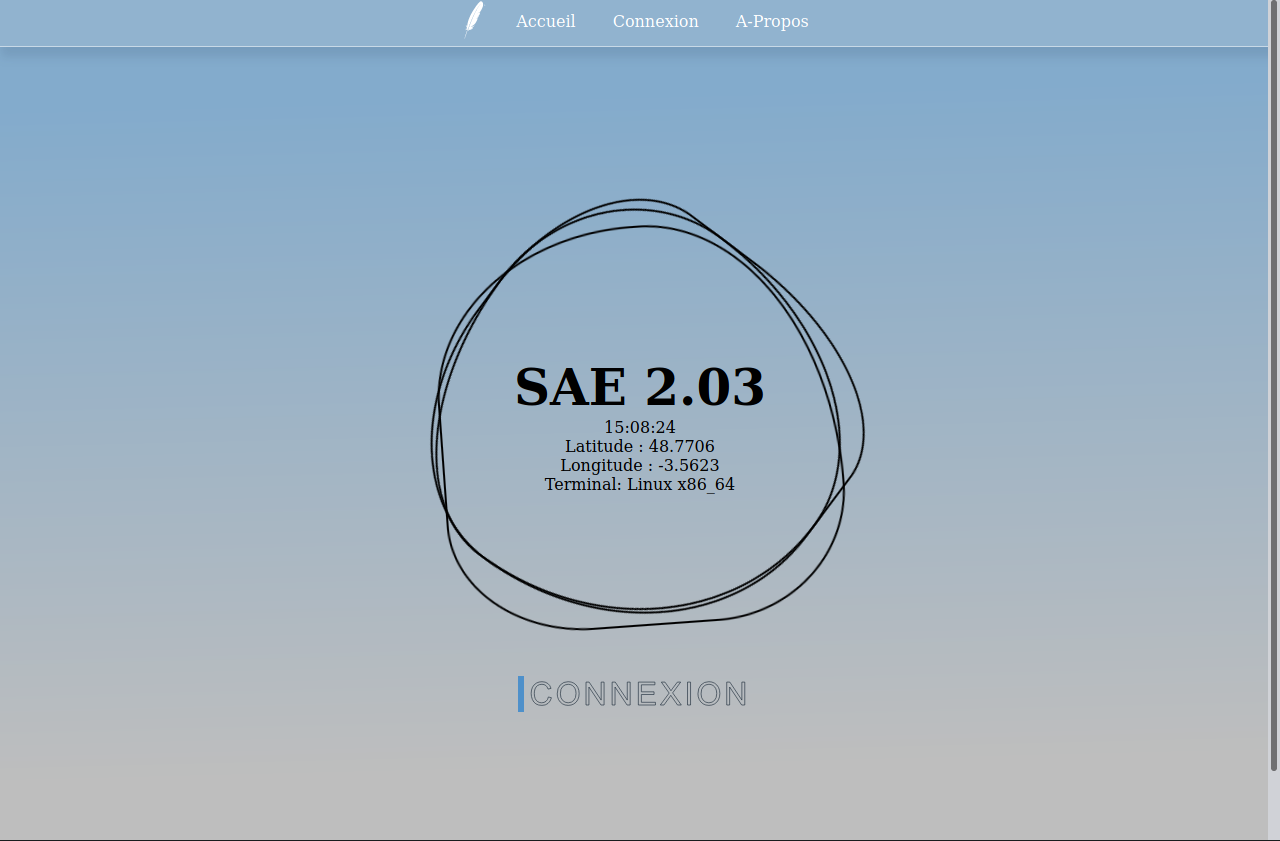 Accueil Connexion A-Propos
SAE 2.03
15:08:24
Latitude : 48.7706
Longitude : -3.5623
Terminal: Linux x86_64
CONNEXION